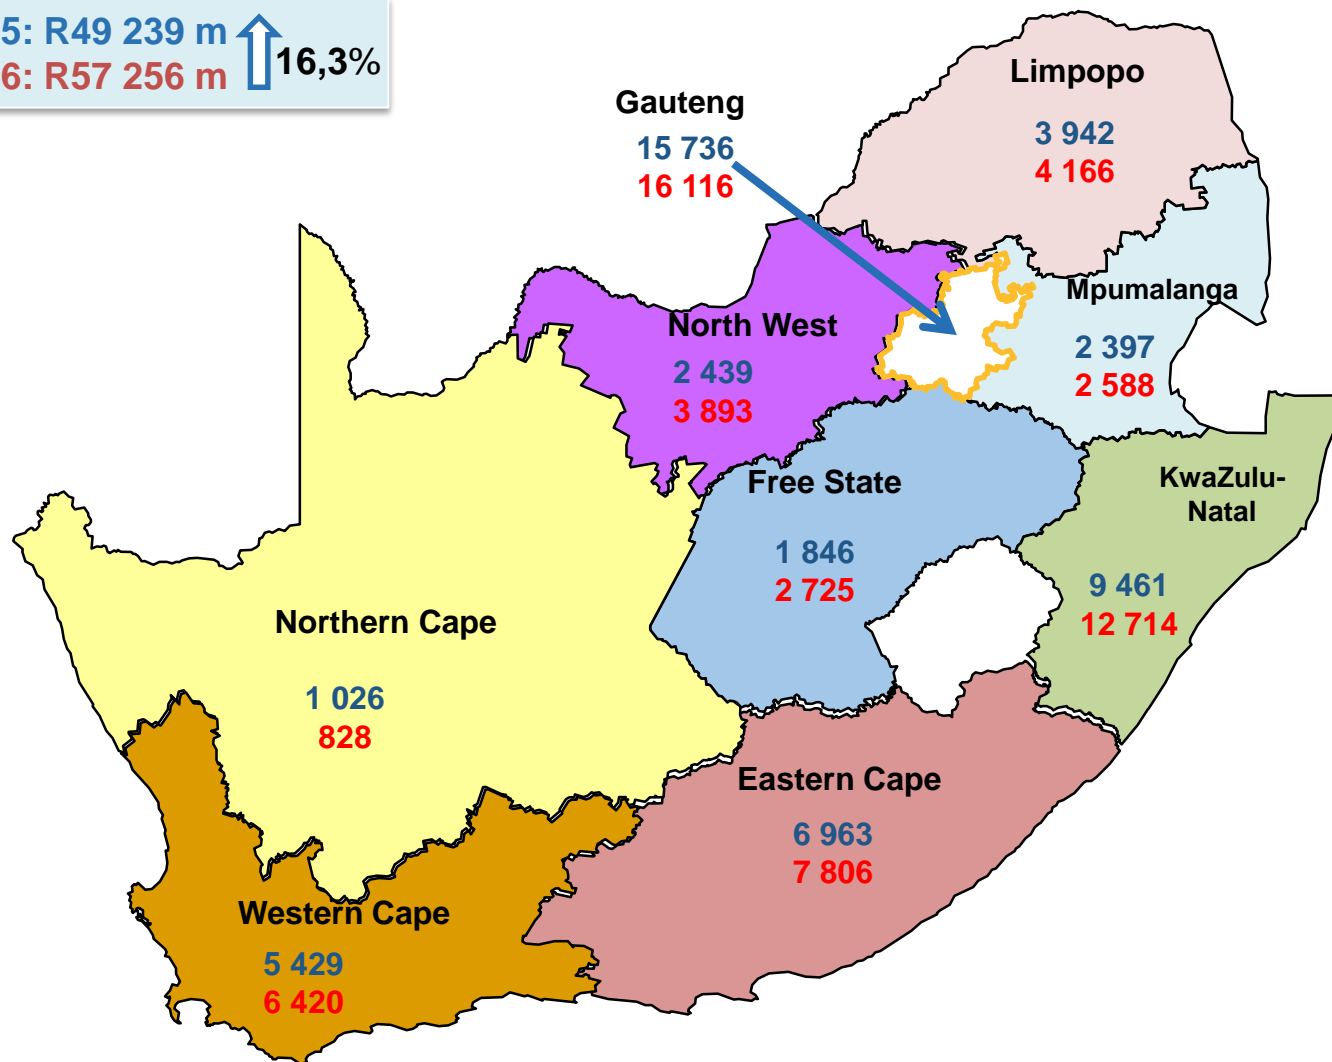 5: R49 239 m
6: R57 256 m
16,3%
Limpopo
3 942
4 166
Gauteng
15 736
16 116
Mpumalanga
2 397
2 588
North West
2 439
3 893
KwaZulu-
Natal
9 461
12 714
Free State
1 846
2 725
Northern Cape
1 026
828
Eastern Cape
6 963
7 806
Western Cape
5 429
6 420